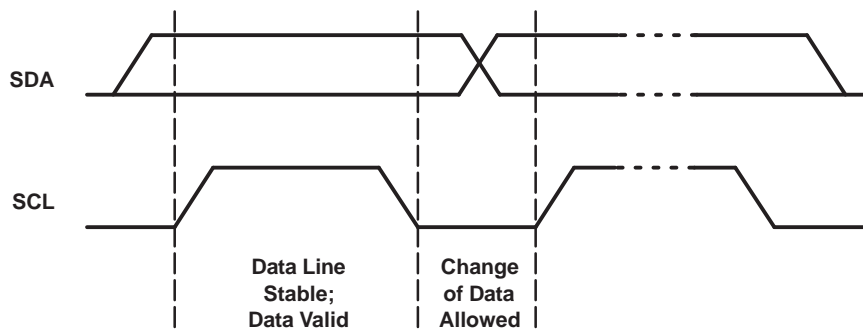 SDA
SCL
Data Line
Stable;
Data Valid
Change
of Data
Allowed